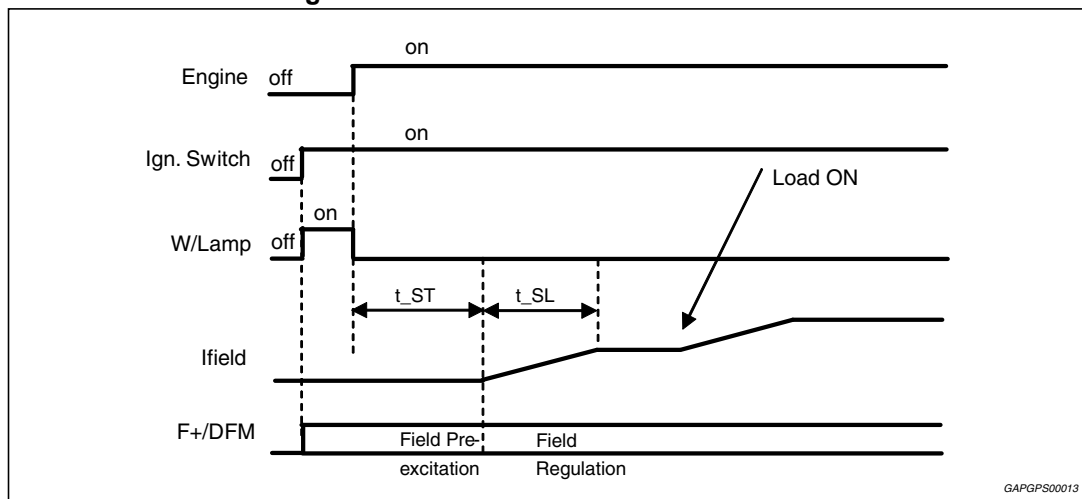 on
Engine
off
on
Ign. Switch
off
Load ON
on
W/Lamp
off
t_ST
t_SL
Ifield
F+/DFM
Field Pre-
excitation
Field
Regulation
GAPGPS00013